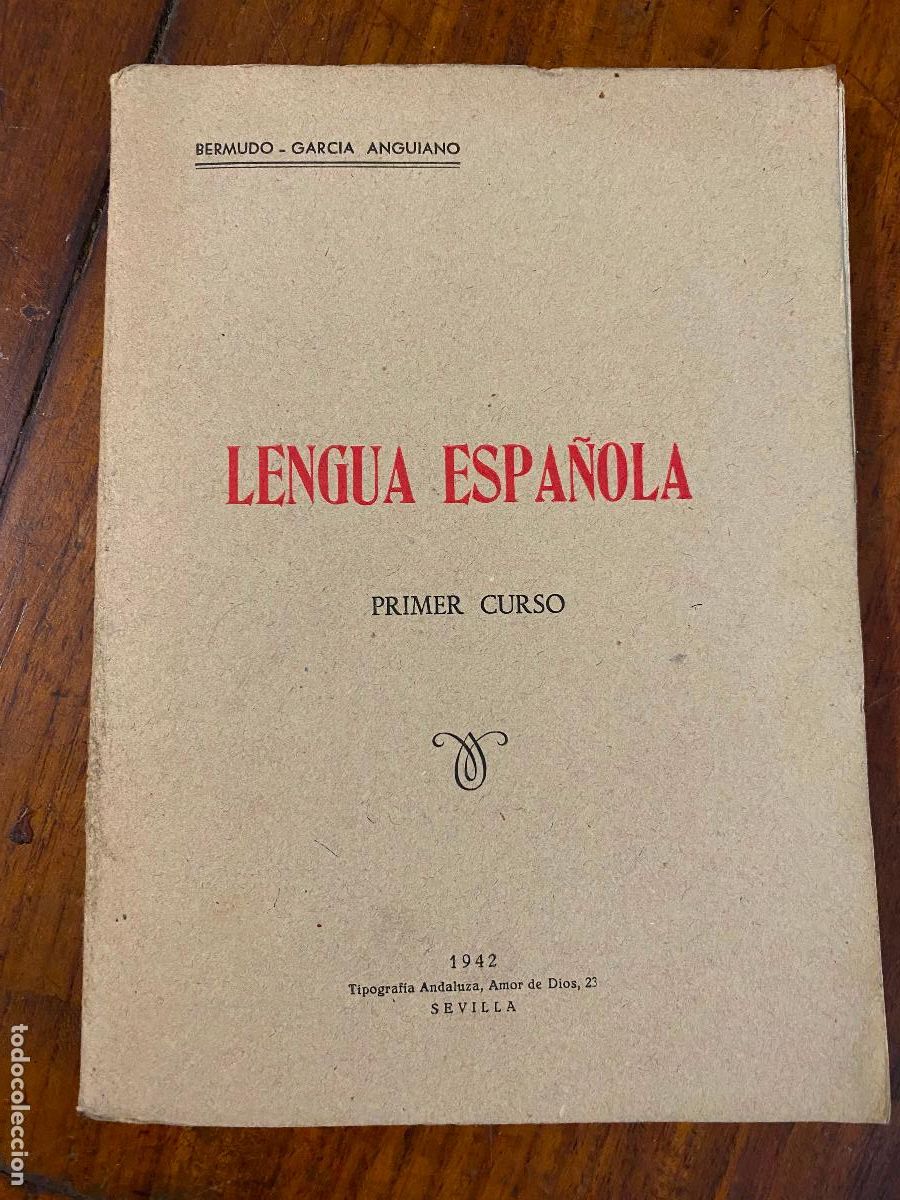 BERMUDO - GARCIA ANGUIANO
LENGUA ESPAÑOLA
PRIMER CURSO
1942
Tipografía Andaluza, Amor de Dios, 23
SEVILLA
todocoleccion